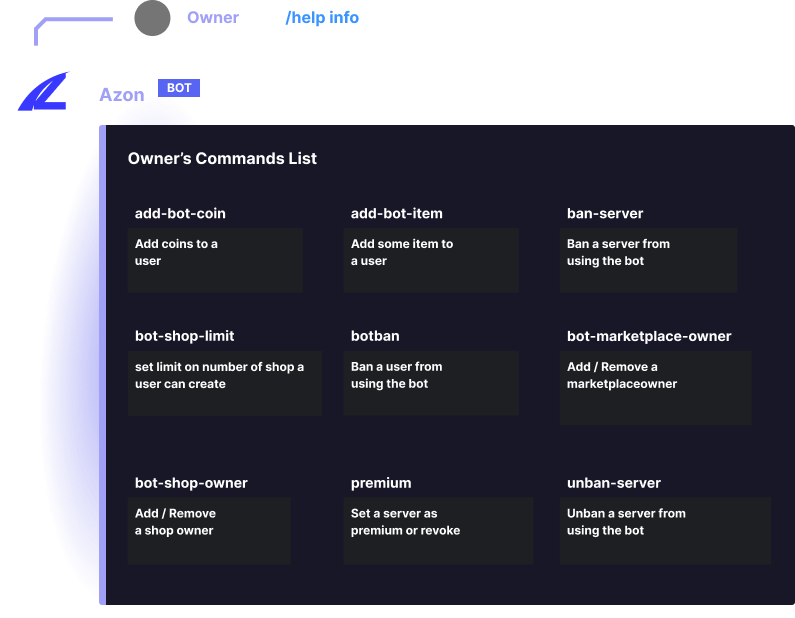 Owner /help info
Azon BOT
Owner’s Commands List
add-bot-coin
Add coins to a
user
add-bot-item
Add some item to
a user
ban-server
Ban a server from
using the bot
bot-shop-limit
set limit on number of shop a
user can create
botban
Ban a user from
using the bot
bot-marketplace-owner
Add / Remove a
marketplaceowner
bot-shop-owner
Add / Remove
a shop owner
premium
Set a server as
premium or revoke
unban-server
Unban a server from
using the bot